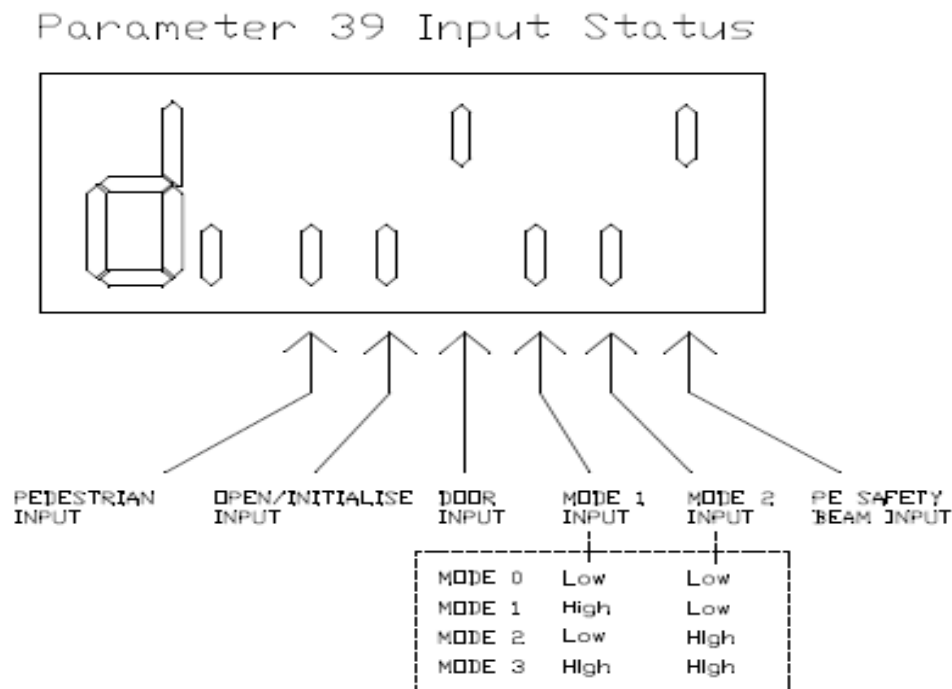 Parameter 39 Input Status
d
PEDESTRIAN INPUT
OPEN/INITIALISE INPUT
DOOR INPUT
MODE 1 INPUT
MODE 2 INPUT
PE SAFETY BEAM INPUT
MODE 0 Low Low
MODE 1 High Low
MODE 2 Low HIgh
MODE 3 HIgh HIgh